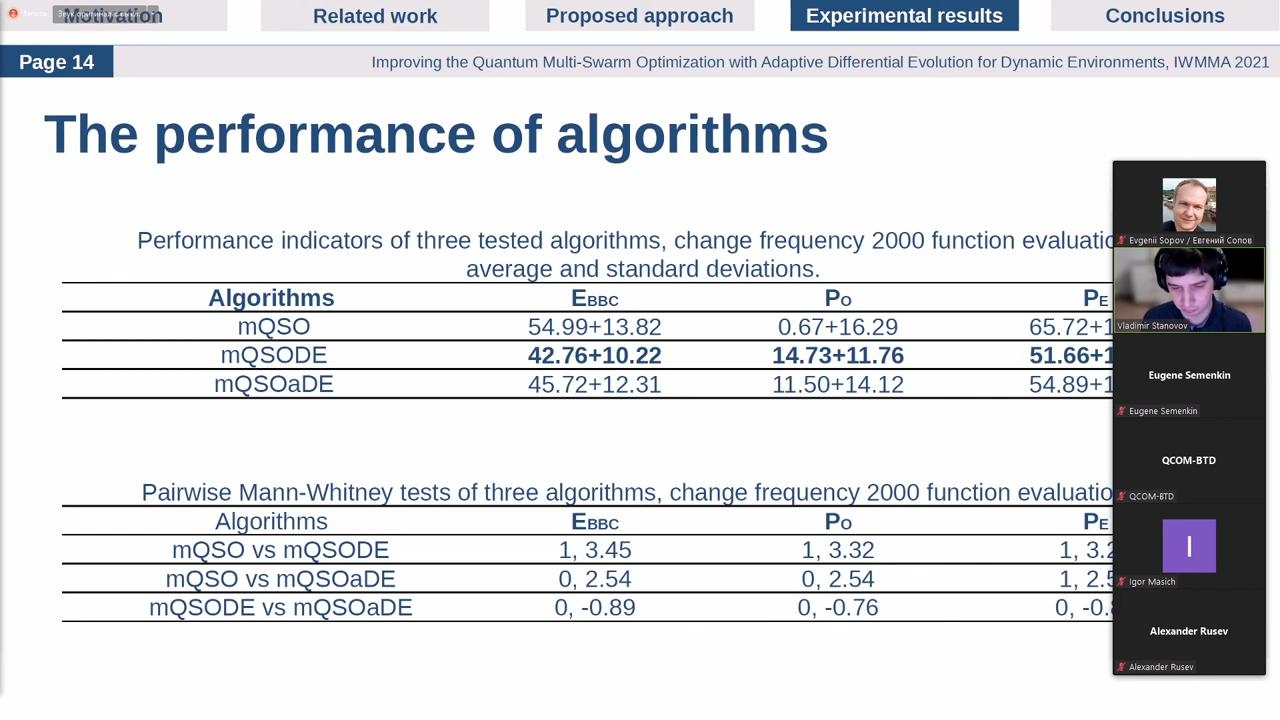 Motivation
Related work
Proposed approach
Experimental results
Conclusions
Page 14
Improving the Quantum Multi-Swarm Optimization with Adaptive Differential Evolution for Dynamic Environments, IWMMA 2021
The performance of algorithms
Performance indicators of three tested algorithms, change frequency 2000 function evaluatio
average and standard deviations.
Algorithms EBBC PO PE
mQSO 54.99+13.82 0.67+16.29 65.72+1
mQSODE 42.76+10.22 14.73+11.76 51.66+1
mQSOaDE 45.72+12.31 11.50+14.12 54.89+1
Pairwise Mann-Whitney tests of three algorithms, change frequency 2000 function evaluatio
Algorithms EBBC PO PE
mQSO vs mQSODE 1, 3.45 1, 3.32 1, 3.2
mQSO vs mQSOaDE 0, 2.54 0, 2.54 1, 2.5
mQSODE vs mQSOaDE 0, -0.89 0, -0.76 0, -0.8
Evgenii Sopov / Евгений Сопов
Vladimir Stanovov
Eugene Semenkin
Eugene Semenkin
QCOM-BTD
QCOM-BTD
I
Igor Masich
Alexander Rusev
Alexander Rusev